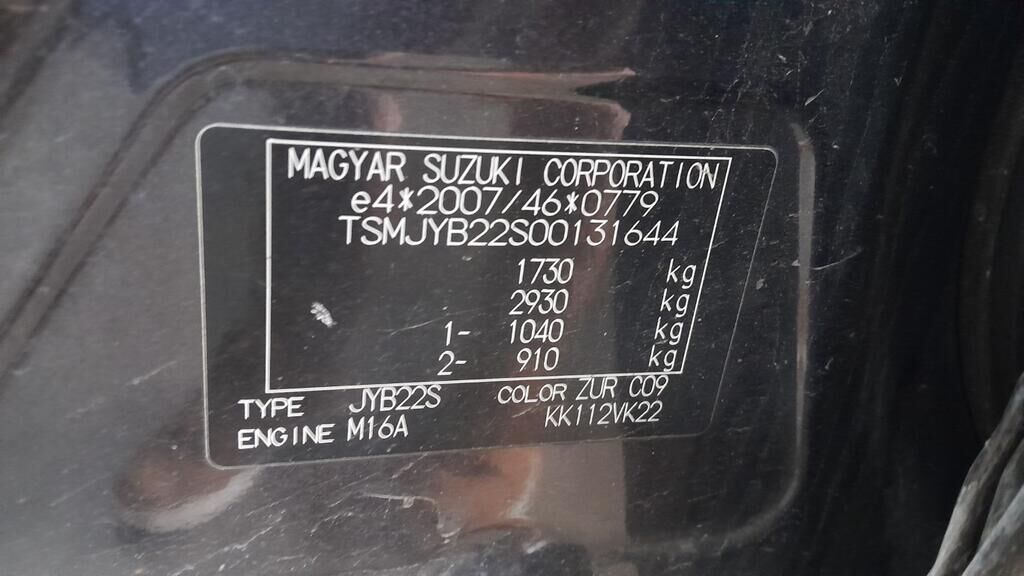 MAGYAR SUZUKI CORPORATION
e4*2007/46*0779
TSMJYB22S00131644
1730 kg
2930 kg
1- 1040 kg
2- 910 kg
TYPE JYB22S COLOR ZUR C09
ENGINE M16A KK112VK22